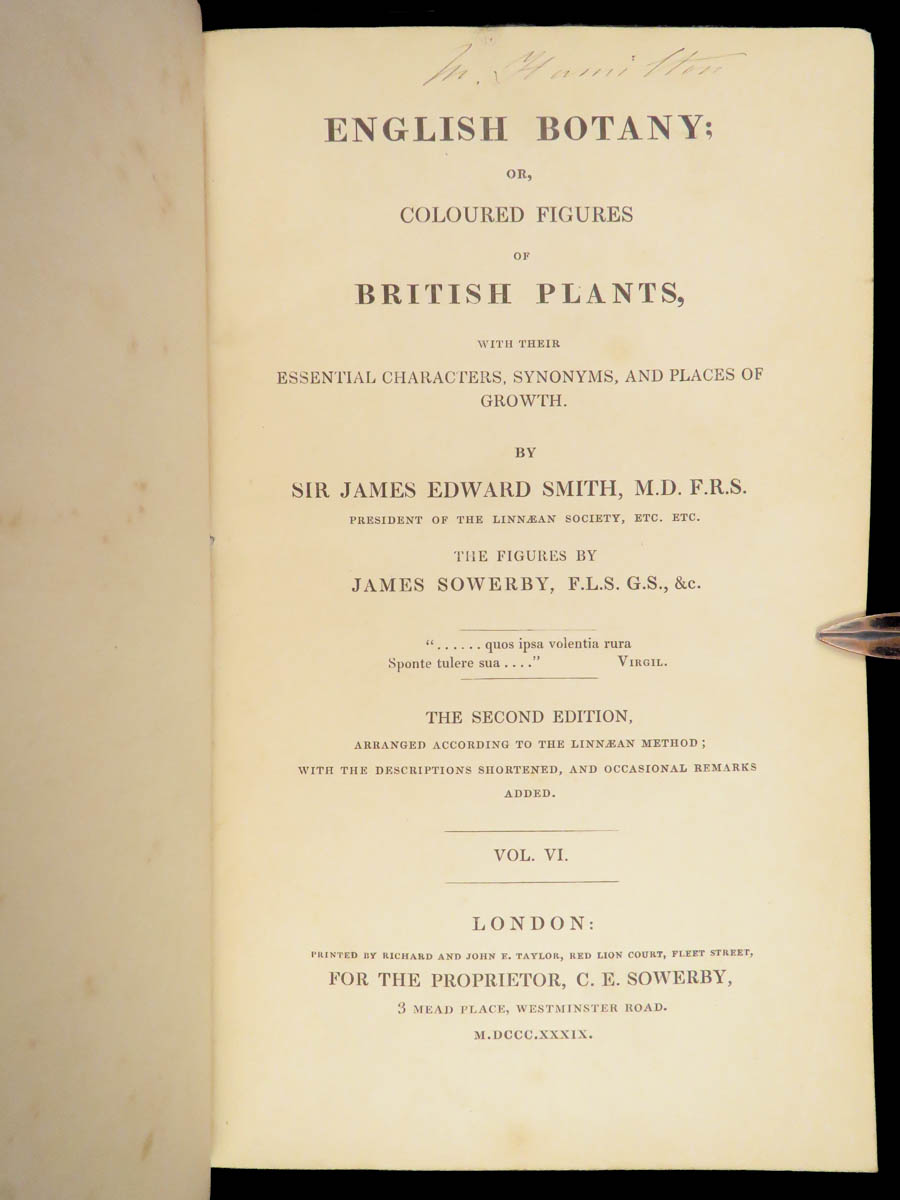 M. Hamilton
ENGLISH BOTANY;
OR,
COLOURED FIGURES
OF
BRITISH PLANTS,
WITH THEIR
ESSENTIAL CHARACTERS, SYNONYMS, AND PLACES OF
GROWTH.
BY
SIR JAMES EDWARD SMITH, M.D. F.R.S.
PRESIDENT OF THE LINNÆAN SOCIETY, ETC. ETC.
THE FIGURES BY
JAMES SOWERBY, F.L.S. G.S., &c.
“...... quos ipsa volentia rura
Sponte tulere sua ....” VIRGIL.
THE SECOND EDITION,
ARRANGED ACCORDING TO THE LINNÆAN METHOD;
WITH THE DESCRIPTIONS SHORTENED, AND OCCASIONAL REMARKS
ADDED.
VOL. VI.
LONDON:
PRINTED BY RICHARD AND JOHN E. TAYLOR, RED LION COURT, FLEET STREET,
FOR THE PROPRIETOR, C. E. SOWERBY,
3 MEAD PLACE, WESTMINSTER ROAD.
M.DCCC.XXXIX.